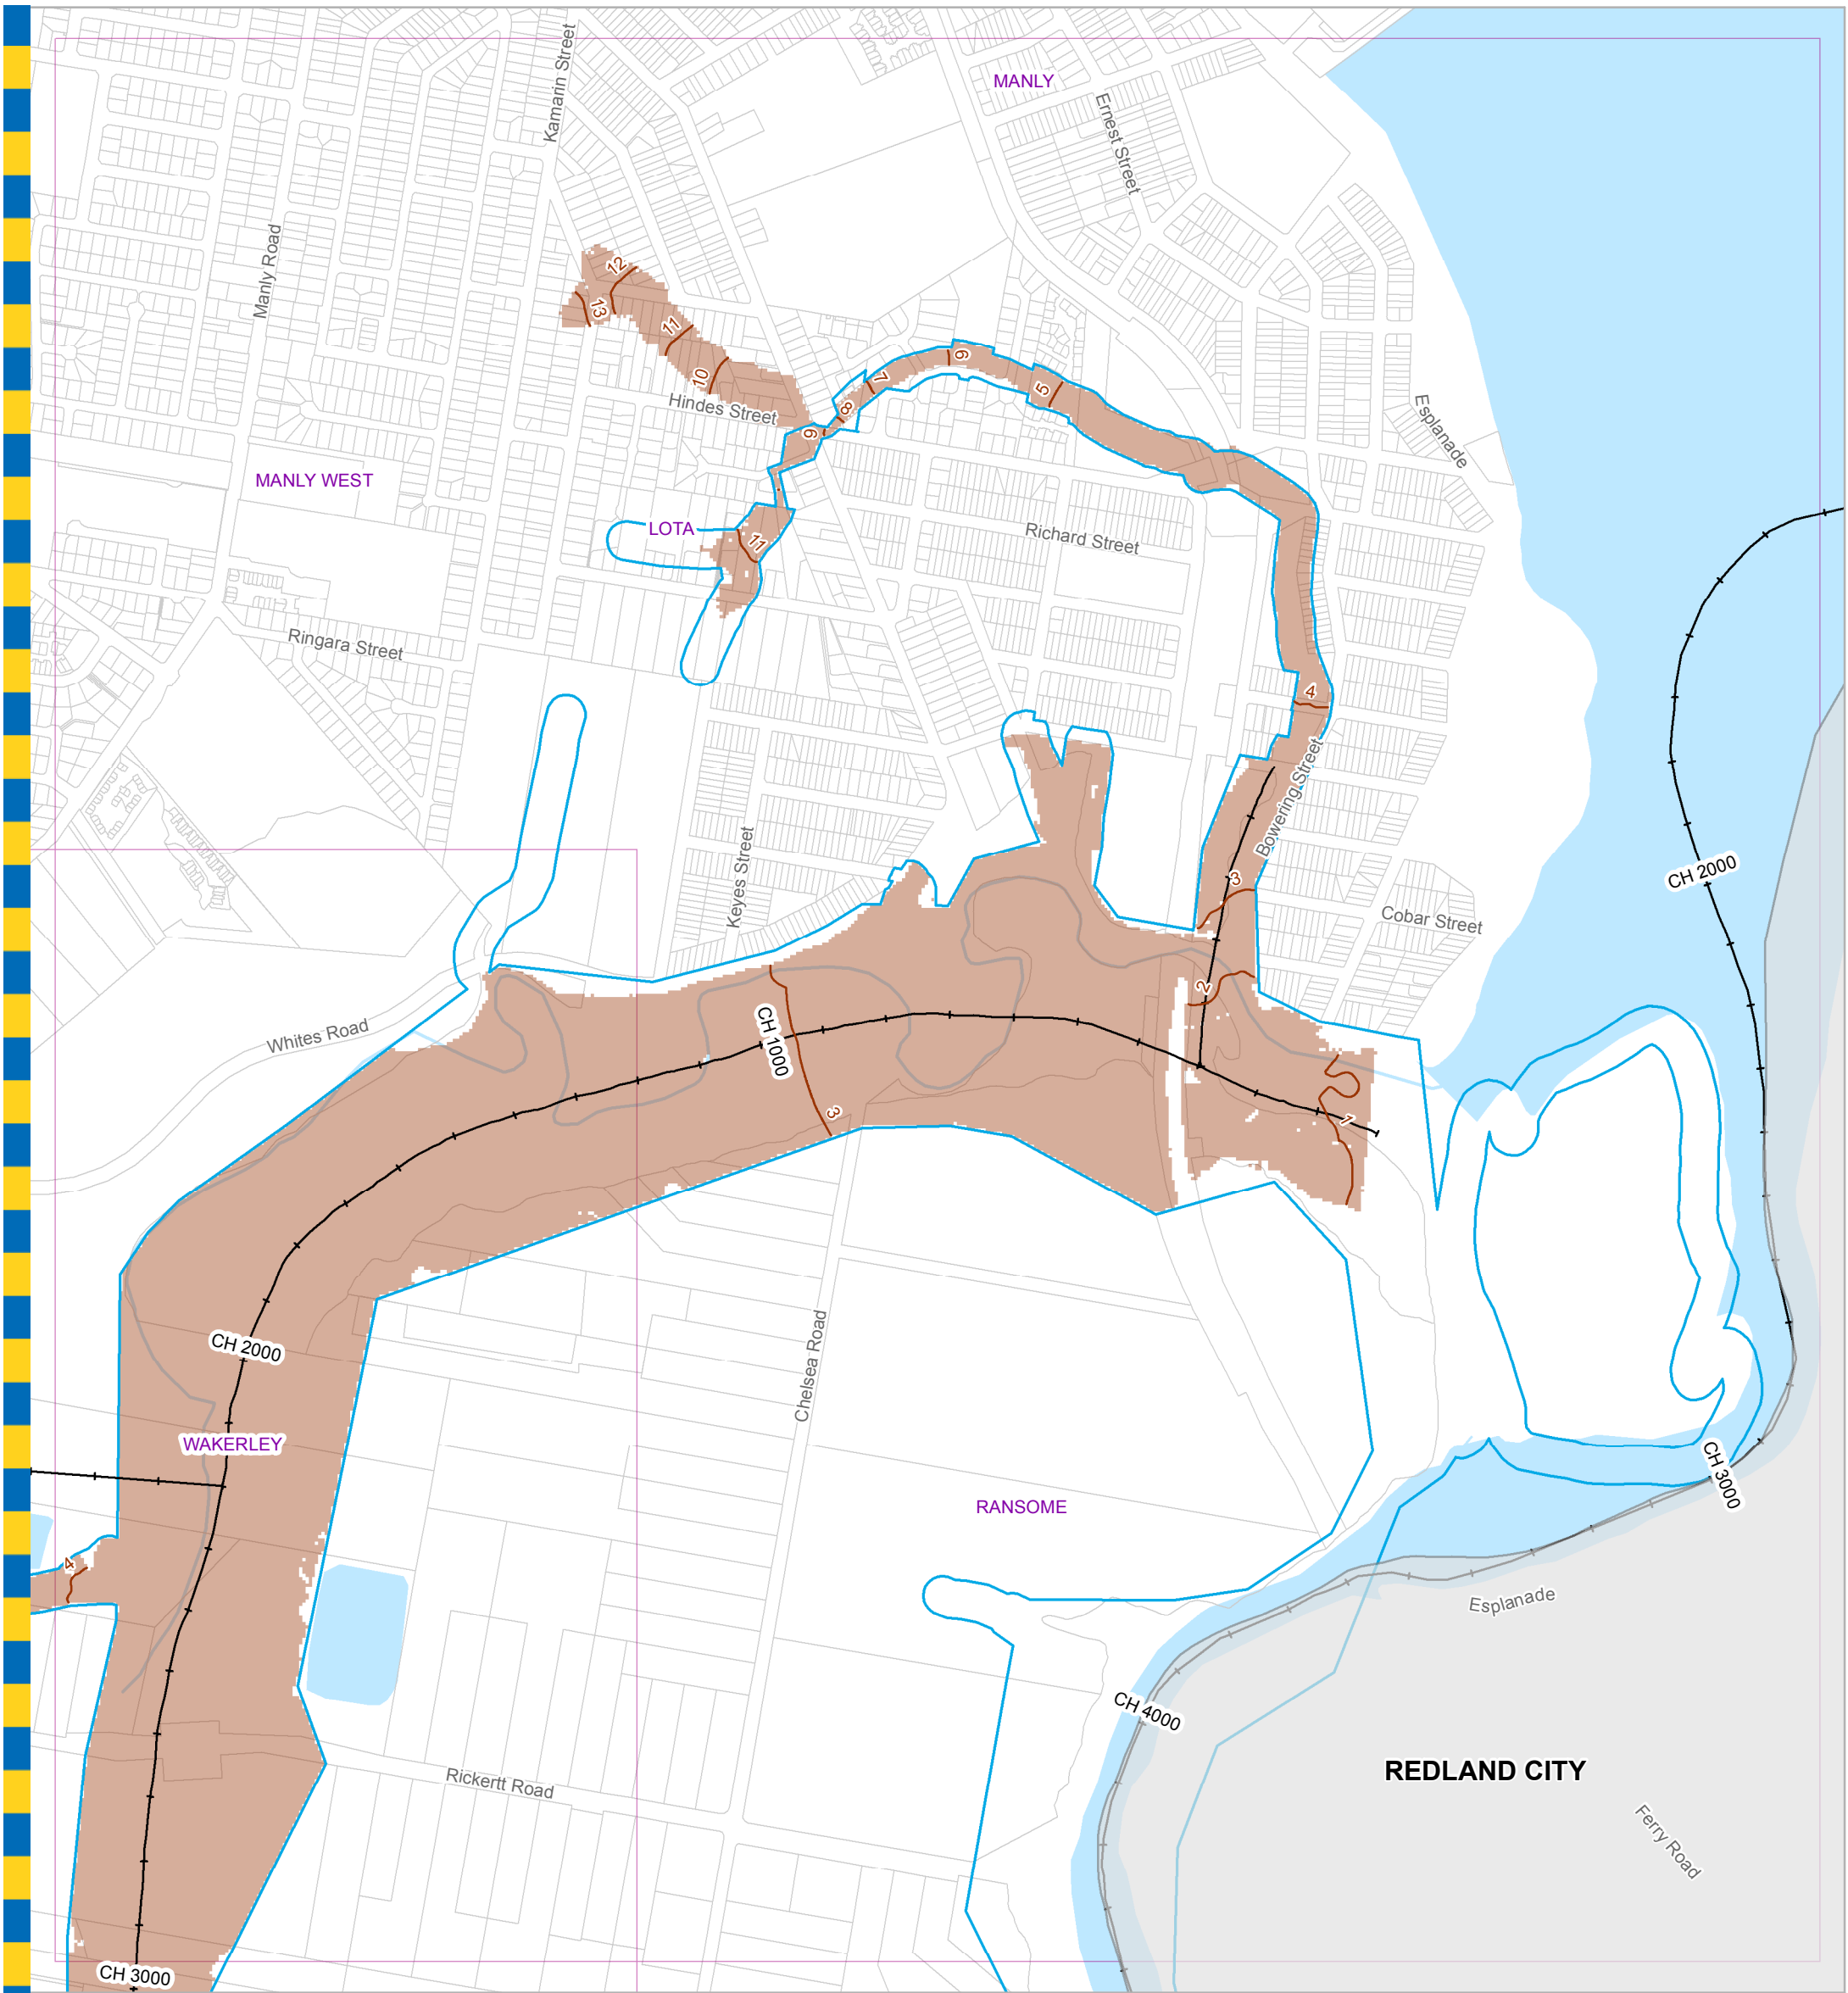 Kamarin Street
MANLY
Ernest Street
Manly Road
12
13
11
10
Hindes Street
9
8
7
6
5
Esplanade
MANLY WEST
LOTA
11
Richard Street
Ringara Street
4
Bowering Street
Keyes Street
3
CH 2000
Cobar Street
2
Whites Road
CH 1000
3
1
CH 2000
Chelsea Road
WAKERLEY
CH 3000
RANSOME
4
Esplanade
CH 4000
Rickertt Road
REDLAND CITY
Ferry Road
CH 3000